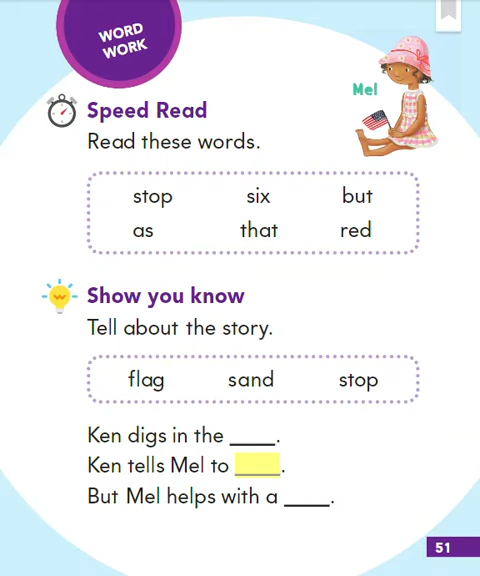 WORD
WORK
Mel
Speed Read
Read these words.
stop six but
as that red
Show you know
Tell about the story.
flag sand stop
Ken digs in the ____.
Ken tells Mel to ____.
But Mel helps with a ____.
51